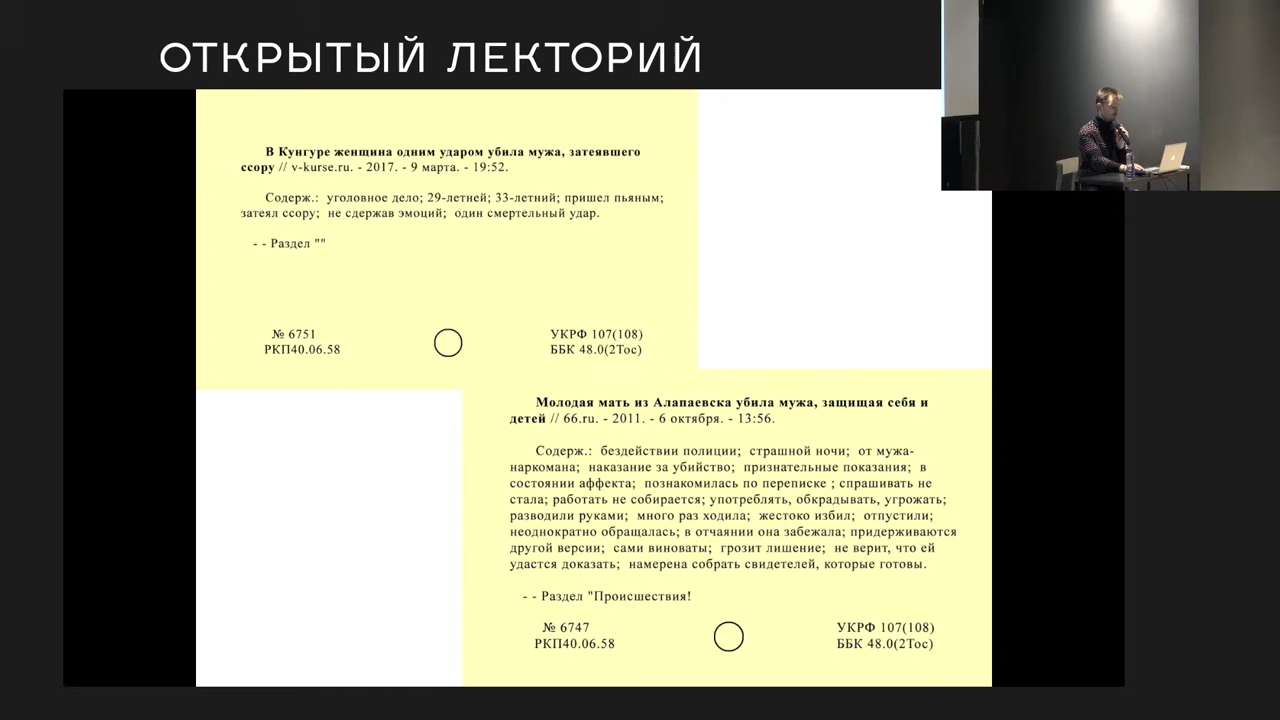 ОТКРЫТЫЙ ЛЕКТОРИЙ
В Кунгуре женщина одним ударом убила мужа, затеявшего
ссору // v-kurse.ru. - 2017. - 9 марта. - 19:52.
Содерж.: уголовное дело; 29-летней; 33-летний; пришел пьяным;
затеял ссору; не сдержав эмоций; один смертельный удар.
- - Раздел ""
№ 6751
РКП40.06.58
УКРФ 107(108)
ББК 48.0(2Тос)
Молодая мать из Алапаевска убила мужа, защищая себя и
детей // 66.ru. - 2011. - 6 октября. - 13:56.
Содерж.: бездействии полиции; страшной ночи; от мужа-
наркомана; наказание за убийство; признательные показания; в
состоянии аффекта; познакомилась по переписке ; спрашивать не
стала; работать не собирается; употреблять, обкрадывать, угрожать;
разводили руками; много раз ходила; жестоко избил; отпустили;
неоднократно обращалась; в отчаянии она забежала; придерживаются
другой версии; сами виноваты; грозит лишение; не верит, что ей
удастся доказать; намерена собрать свидетелей, которые готовы.
- - Раздел "Происшествия!
№ 6747
РКП40.06.58
УКРФ 107(108)
ББК 48.0(2Тос)